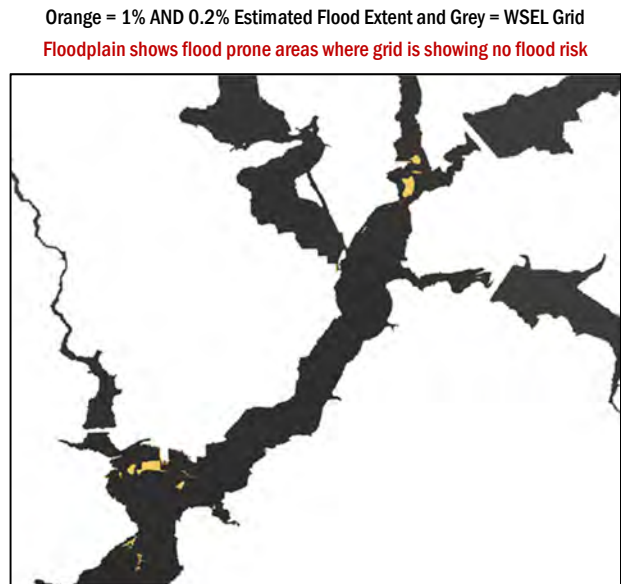 Orange = 1% AND 0.2% Estimated Flood Extent and Grey = WSEL Grid
Floodplain shows flood prone areas where grid is showing no flood risk